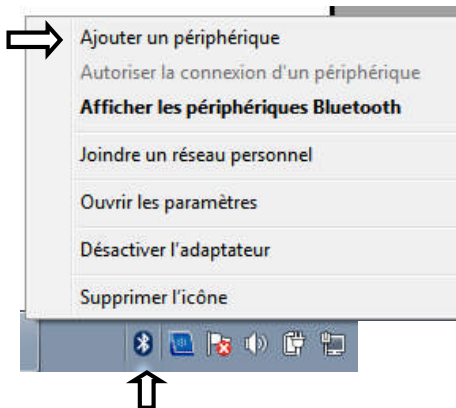 Ajouter un périphérique
Autoriser la connexion d'un périphérique
Afficher les périphériques Bluetooth
Joindre un réseau personnel
Ouvrir les paramètres
Désactiver l'adaptateur
Supprimer l'icône